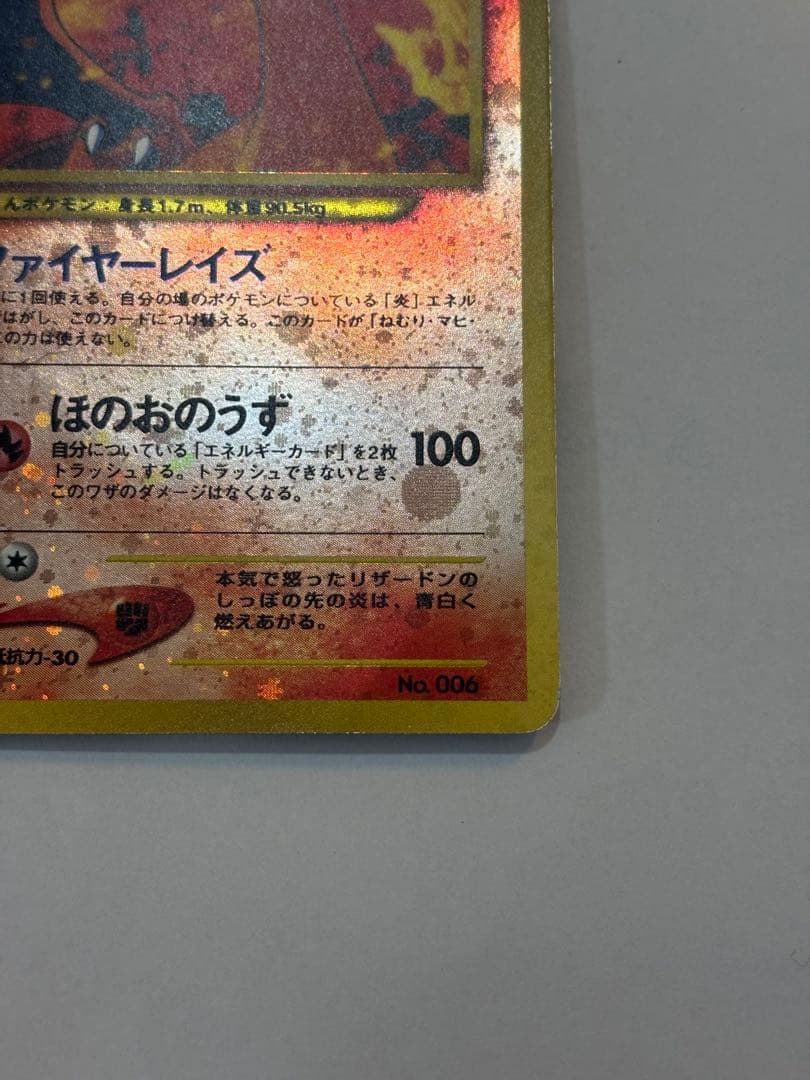 んポケモン：身長1.7m、体重90.5kg
ァイヤーレイズ
に1回使える。自分の場のポケモンについている「炎」エネル
はがし、このカードにつけ替える。このカードが「ねむり・マヒ・
の力は使えない。
ほのおのうず
自分についている「エネルギーカード」を2枚
トラッシュする。トラッシュできないとき、
このワザのダメージはなくなる。
100
本気で怒ったリザードンの
しっぽの先の炎は、青白く
燃えあがる。
抗力-30
No. 006